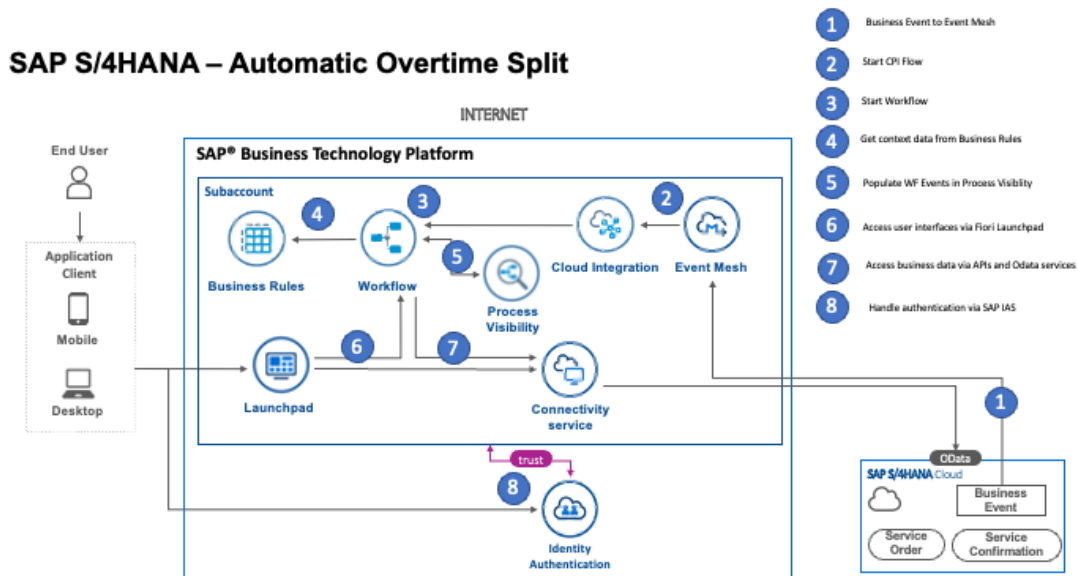 SAP S/4HANA – Automatic Overtime Split
INTERNET
1 Business Event to Event Mesh
2 Start CPI Flow
3 Start Workflow
4 Get context data from Business Rules
5 Populate WF Events in Process Visiblity
6 Access user interfaces via Fiori Launchpad
7 Access business data via APIs and Odata services
8 Handle authentication via SAP IAS
End User
Application
Client
Mobile
Desktop
SAP® Business Technology Platform
Subaccount
4
3
2
Business Rules
Workflow
5
Cloud Integration
Event Mesh
Process
Visibility
6
7
Launchpad
Connectivity
service
1
trust
8
Identity
Authentication
OData
SAP S/4HANA Cloud
Business
Event
Service
Order
Service
Confirmation